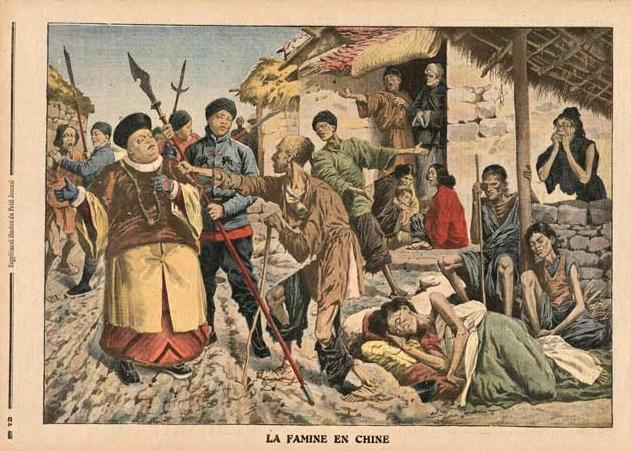 Supplément illustré du Petit Journal
LA FAMINE EN CHINE